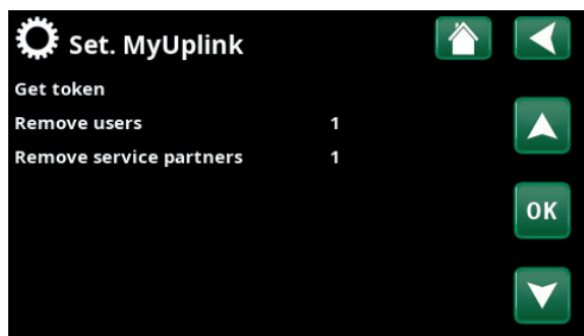 Set. MyUplink
Get token
Remove users 1
Remove service partners 1
OK